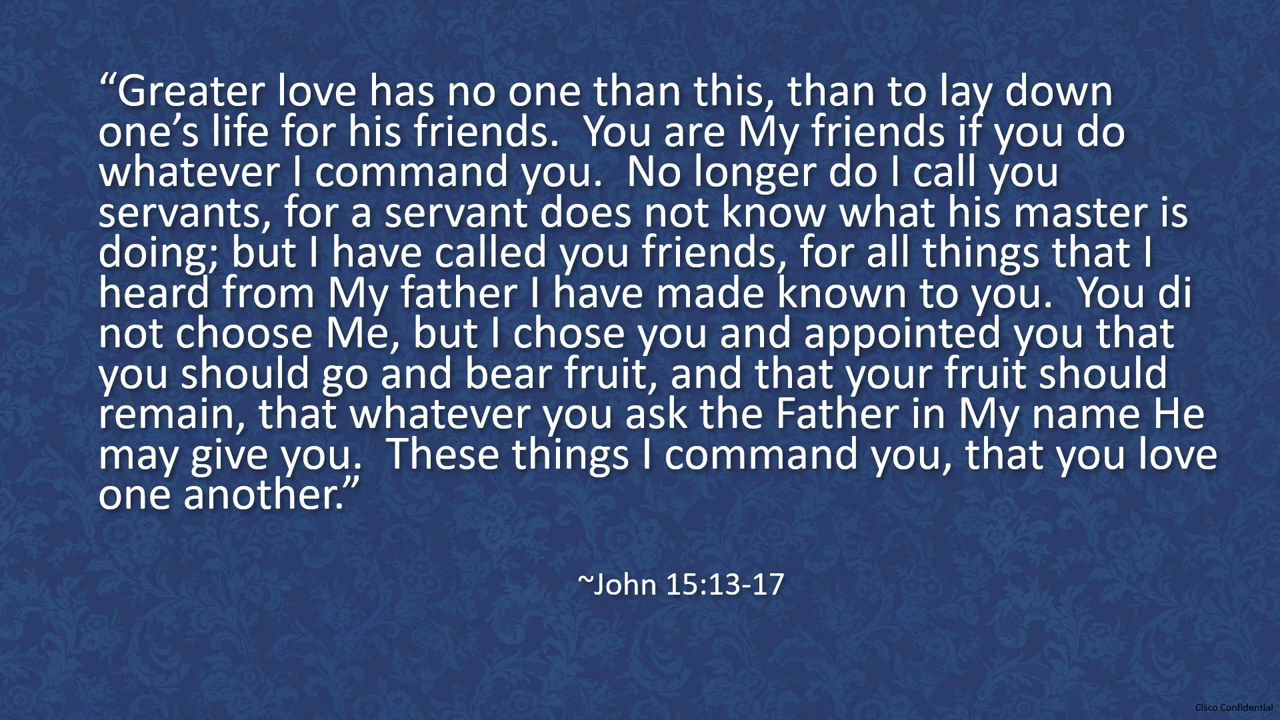 “Greater love has no one than this, than to lay down
one’s life for his friends.  You are My friends if you do
whatever I command you.  No longer do I call you
servants, for a servant does not know what his master is
doing; but I have called you friends, for all things that I
heard from My father I have made known to you.  You di
not choose Me, but I chose you and appointed you that
you should go and bear fruit, and that your fruit should
remain, that whatever you ask the Father in My name He
may give you.  These things I command you, that you love
one another.”
~John 15:13-17
Cisco Confidential